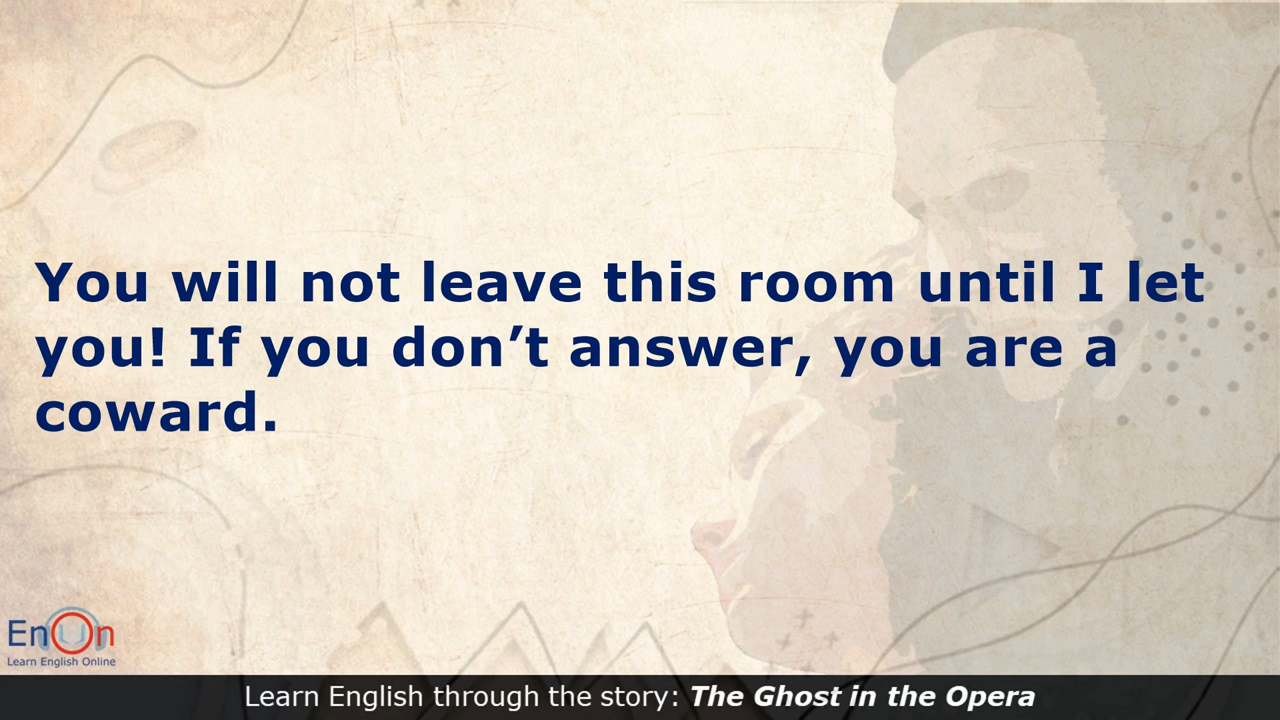 You will not leave this room until I let
you! If you don’t answer, you are a
coward.
EnOn
Learn English Online
Learn English through the story: The Ghost in the Opera